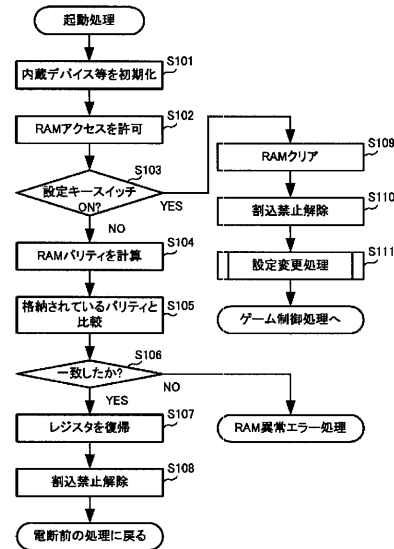 起動処理
S101
内蔵デバイス等を初期化
S102
RAMアクセスを許可
S103
設定キースイッチ
ON?
YES
NO
S104
RAMパリティを計算
S105
格納されているパリティと
比較
S106
一致したか?
NO
YES
S107
レジスタを復帰
S108
割込禁止解除
電断前の処理に戻る
S109
RAMクリア
S110
割込禁止解除
S111
設定変更処理
ゲーム制御処理へ
RAM異常エラー処理